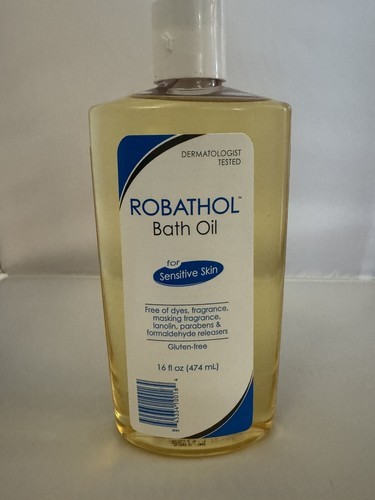 DERMATOLOGIST
TESTED
ROBATHOL™
Bath Oil
for
Sensitive Skin
Free of dyes, fragrance,
masking fragrance,
lanolin, parabens &
formaldehyde releasers
Gluten-free
16 fl oz (474 mL)